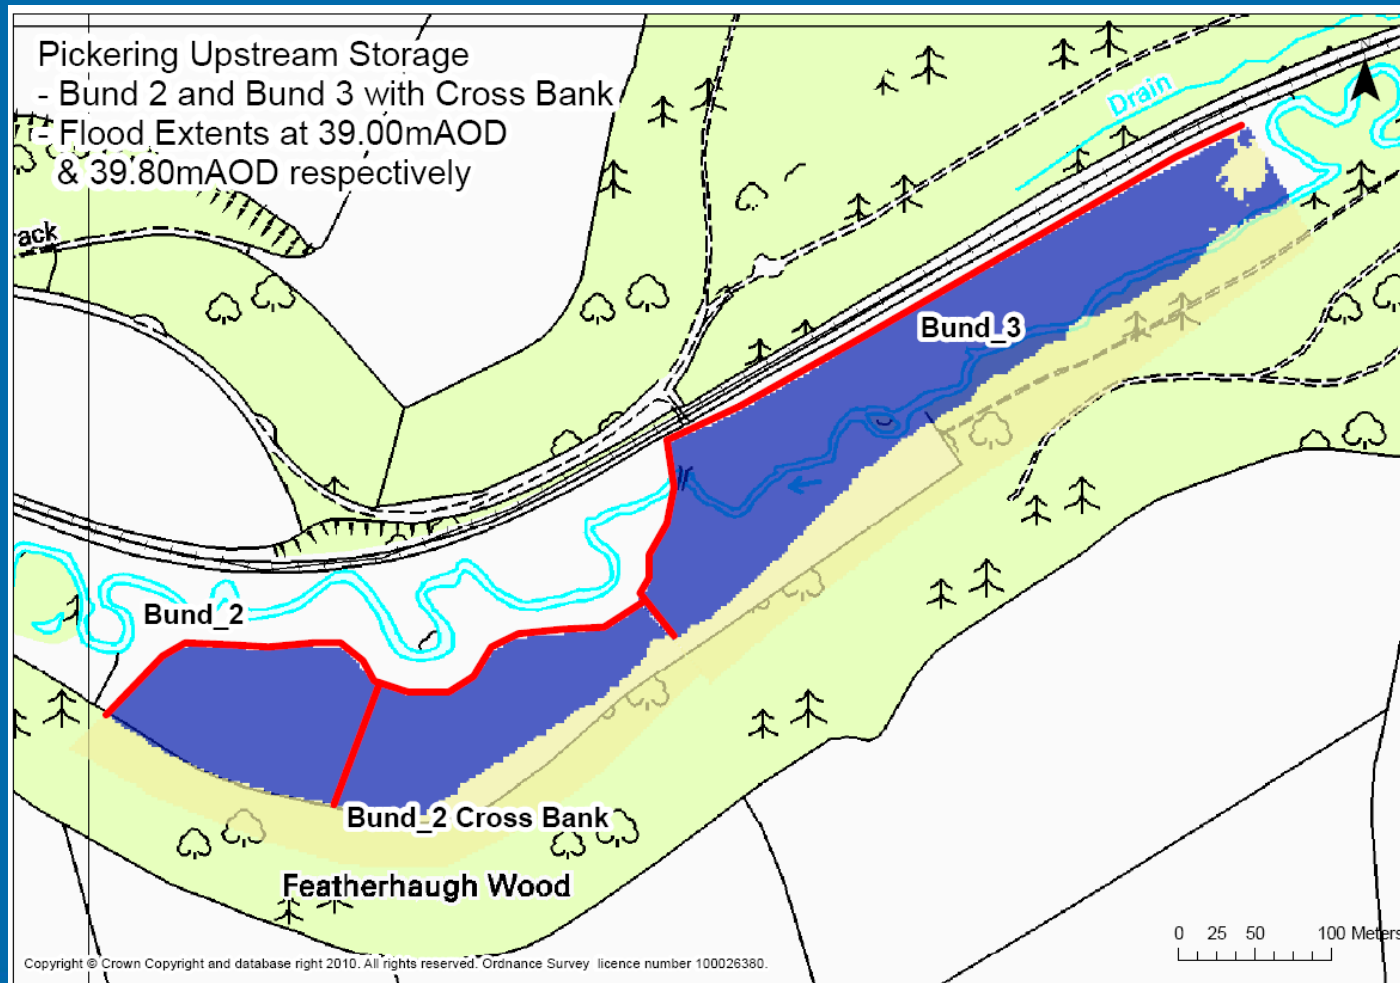 Pickering Upstream Storage
- Bund 2 and Bund 3 with Cross Bank
- Flood Extents at 39.00mAOD
& 39.80mAOD respectively
Drain
ack
Bund_3
Bund_2
Bund_2 Cross Bank
Featherhaugh Wood
0 25 50 100 Meters
Copyright © Crown Copyright and database right 2010. All rights reserved. Ordnance Survey licence number 100026380.